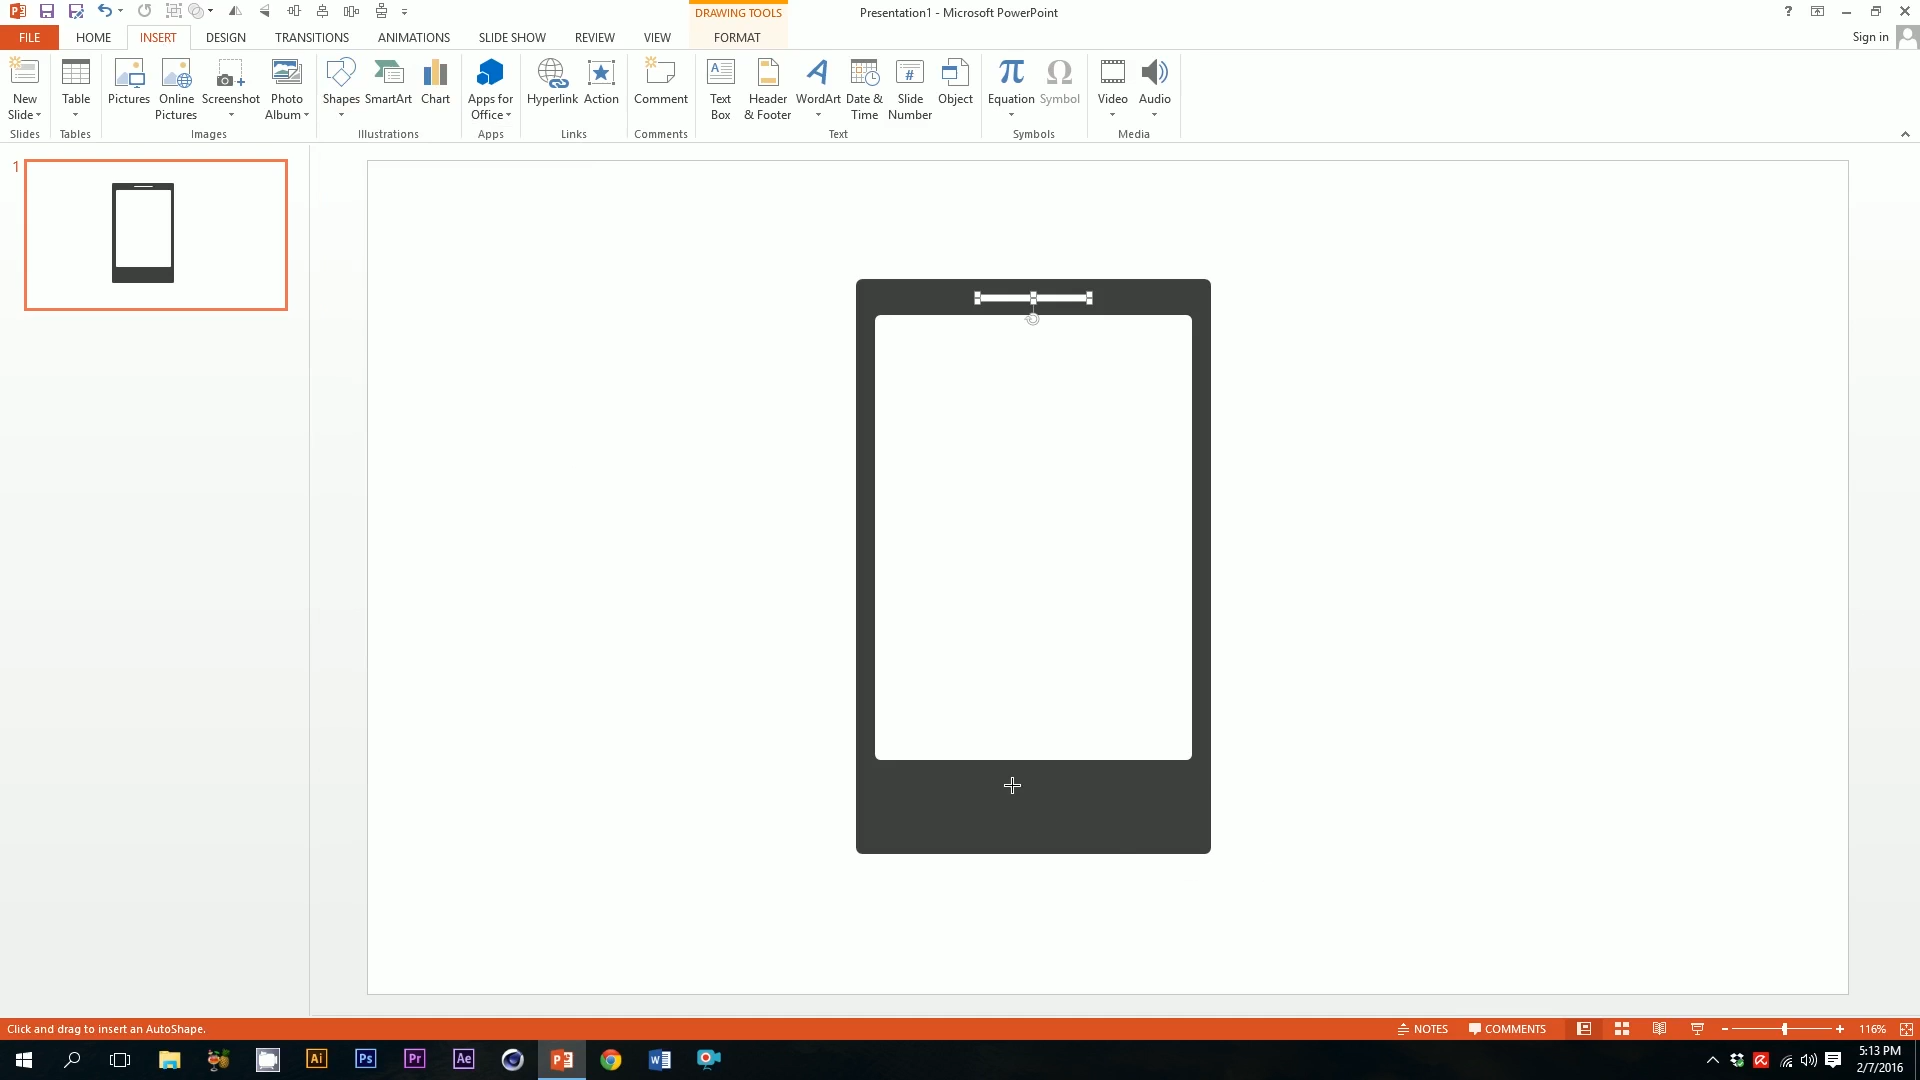 DRAWING TOOLS
Presentation1 - Microsoft PowerPoint
?
FILE
HOME
INSERT
DESIGN
TRANSITIONS
ANIMATIONS
SLIDE SHOW
REVIEW
VIEW
FORMAT
Sign in
New
Slide
Table
Pictures
Online
Pictures
Screenshot
Photo
Album
Shapes
SmartArt
Chart
Apps for
Office
Hyperlink
Action
Comment
Text
Box
Header
& Footer
WordArt
Date &
Time
Slide
Number
Object
Equation
Symbol
Video
Audio
Slides
Tables
Images
Illustrations
Apps
Links
Comments
Text
Symbols
Media
1
Click and drag to insert an AutoShape.
NOTES
COMMENTS
116%
Ai
Ps
Pr
Ae
5:13 PM
2/7/2016